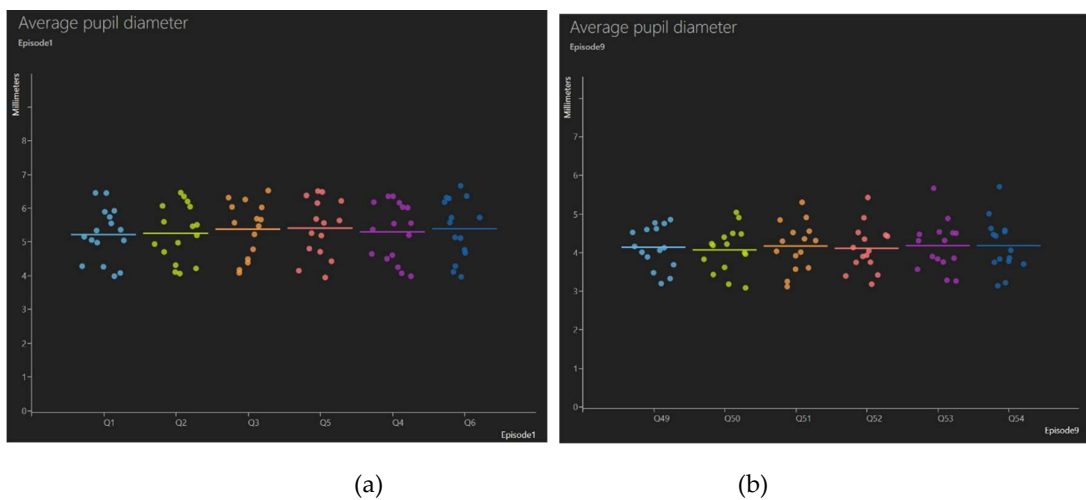 Average pupil diameter
Episode1
Millimeters
8
7
6
5
4
3
2
1
0
Q1 Q2 Q3 Q5 Q4 Q6
Episode1
Average pupil diameter
Episode9
Millimeters
7
6
5
4
3
2
1
0
Q49 Q50 Q51 Q52 Q53 Q54
Episode9
(a) (b)